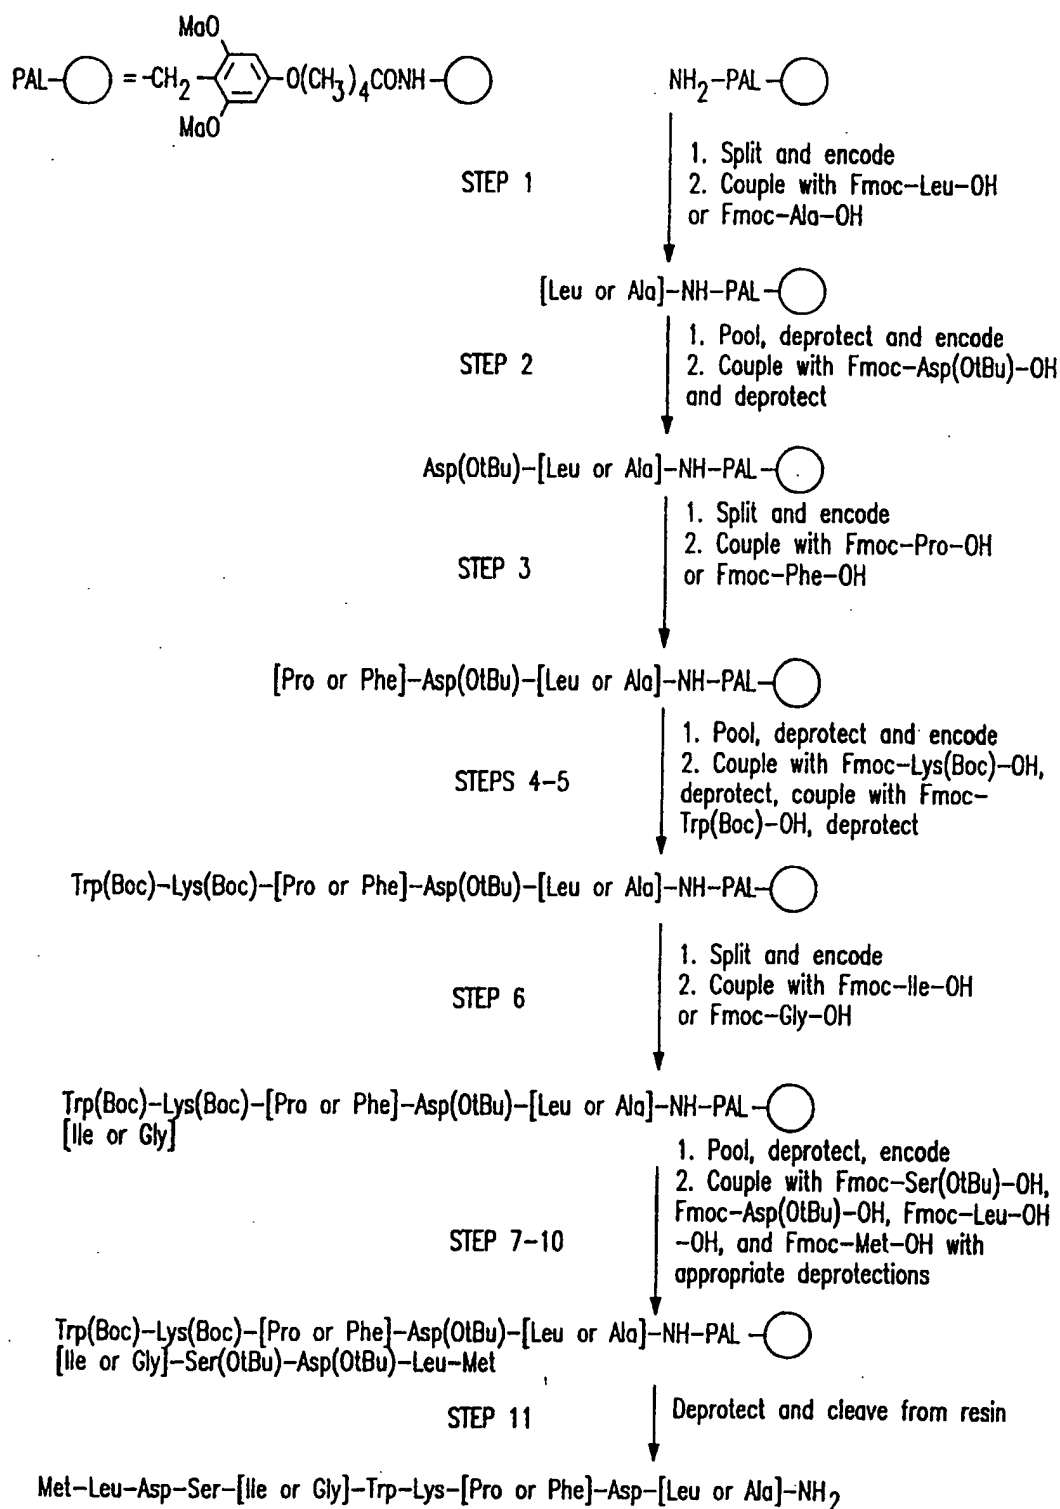 MaO
PAL– =–CH2– –O(CH3)4CONH–
MaO
NH2–PAL–
STEP 1
1. Split and encode
2. Couple with Fmoc–Leu–OH
or Fmoc–Ala–OH
[Leu or Ala]–NH–PAL–
STEP 2
1. Pool, deprotect and encode
2. Couple with Fmoc–Asp(OtBu)–OH
and deprotect
Asp(OtBu)–[Leu or Ala]–NH–PAL–
STEP 3
1. Split and encode
2. Couple with Fmoc–Pro–OH
or Fmoc–Phe–OH
[Pro or Phe]–Asp(OtBu)–[Leu or Ala]–NH–PAL–
STEPS 4–5
1. Pool, deprotect and encode
2. Couple with Fmoc–Lys(Boc)–OH,
deprotect, couple with Fmoc–
Trp(Boc)–OH, deprotect
Trp(Boc)–Lys(Boc)–[Pro or Phe]–Asp(OtBu)–[Leu or Ala]–NH–PAL–
STEP 6
1. Split and encode
2. Couple with Fmoc–Ile–OH
or Fmoc–Gly–OH
Trp(Boc)–Lys(Boc)–[Pro or Phe]–Asp(OtBu)–[Leu or Ala]–NH–PAL–
[Ile or Gly]
STEP 7–10
1. Pool, deprotect, encode
2. Couple with Fmoc–Ser(OtBu)–OH,
Fmoc–Asp(OtBu)–OH, Fmoc–Leu–OH
–OH, and Fmoc–Met–OH with
appropriate deprotections
Trp(Boc)–Lys(Boc)–[Pro or Phe]–Asp(OtBu)–[Leu or Ala]–NH–PAL–
[Ile or Gly]–Ser(OtBu)–Asp(OtBu)–Leu–Met
STEP 11
Deprotect and cleave from resin
Met–Leu–Asp–Ser–[Ile or Gly]–Trp–Lys–[Pro or Phe]–Asp–[Leu or Ala]–NH2